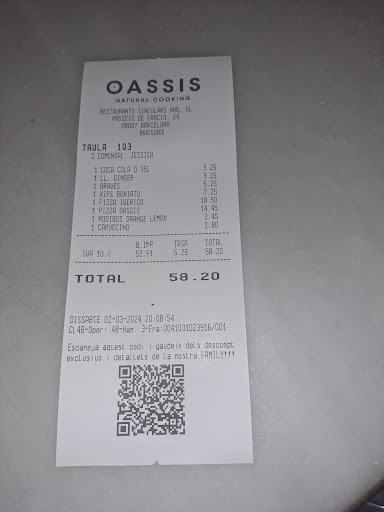 OASSIS
NATURAL COOKING
RESTAURANTS SINGULARS ANG, SL
PASSEIG DE GRACIA, 24
08007 BARCELONA
TAULA 103
2 COMENSAL JESSICA
1 COCA COLA 0.35L 3.25
1 LL. GINGER 3.25
1 BRAVES 6.25
1 XIPS BONIATO 7.25
1 PIZZA IBERICA 18.50
1 PIZZA OASSIS 14.45
1 ROOIBOS ORANGE LEMON 2.45
1 CAPUCCINO 2.80
B.IMP TASA TOTAL
IVA 10.% 52.91 5.29 58.20
TOTAL 58.20
DISSABTE 02-03-2024 20:08:54
CL48-Oper: 48-Ham 3-Fra:0041001023916/001
Escaneja aquest codi i gaudeix dels descompt
exclusius i detallets de la nostra FAMILY!!!